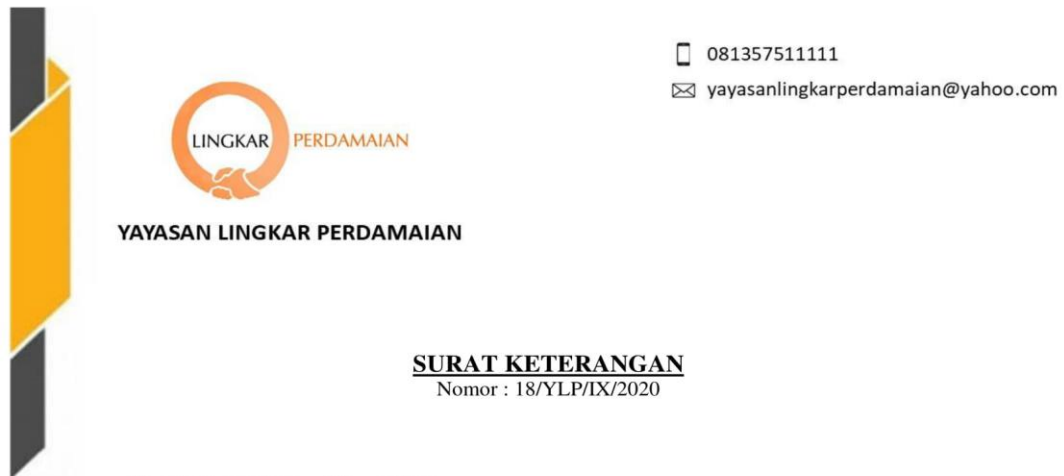 081357511111
yayasanlingkarperdamaian@yahoo.com
LINGKAR PERDAMAIAN
YAYASAN LINGKAR PERDAMAIAN
SURAT KETERANGAN
Nomor : 18/YLP/IX/2020